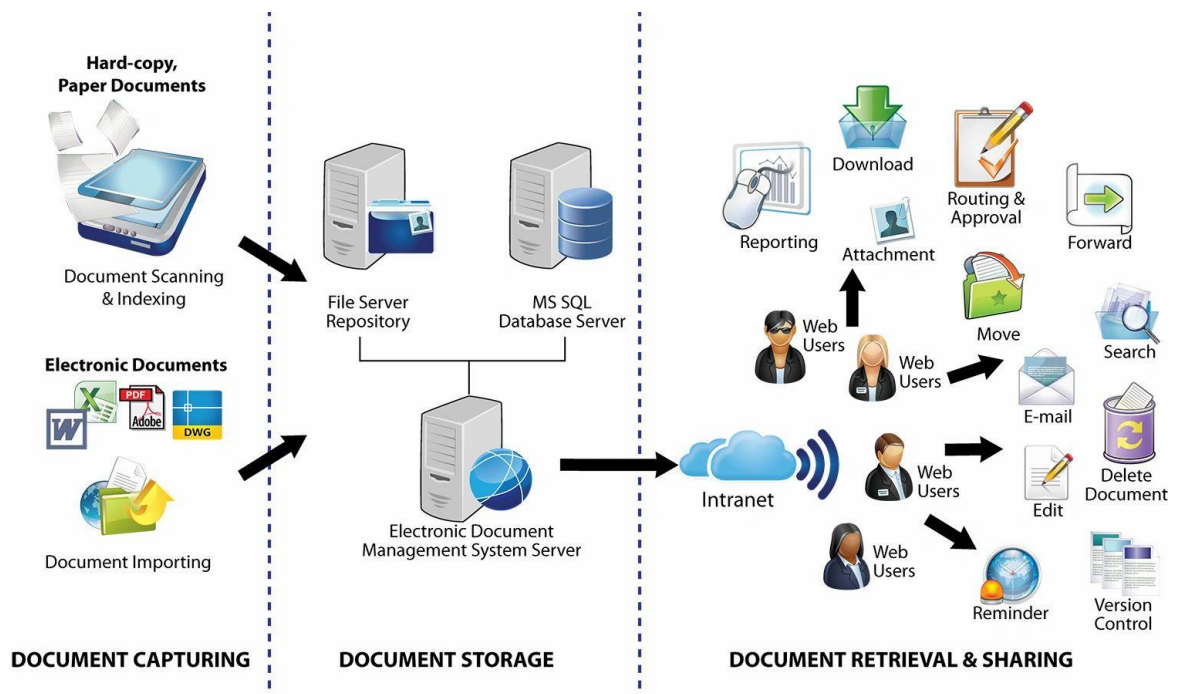 Hard-copy,
Paper Documents
Document Scanning
& Indexing
Electronic Documents
W
X
PDF
Adobe
DWG
Document Importing
DOCUMENT CAPTURING
File Server
Repository
MS SQL
Database Server
Electronic Document
Management System Server
DOCUMENT STORAGE
Intranet
Web
Users
Web
Users
Web
Users
Web
Users
Reporting
Download
Attachment
Routing &
Approval
Forward
Move
Search
E-mail
Edit
Delete
Document
Reminder
Version
Control
DOCUMENT RETRIEVAL & SHARING